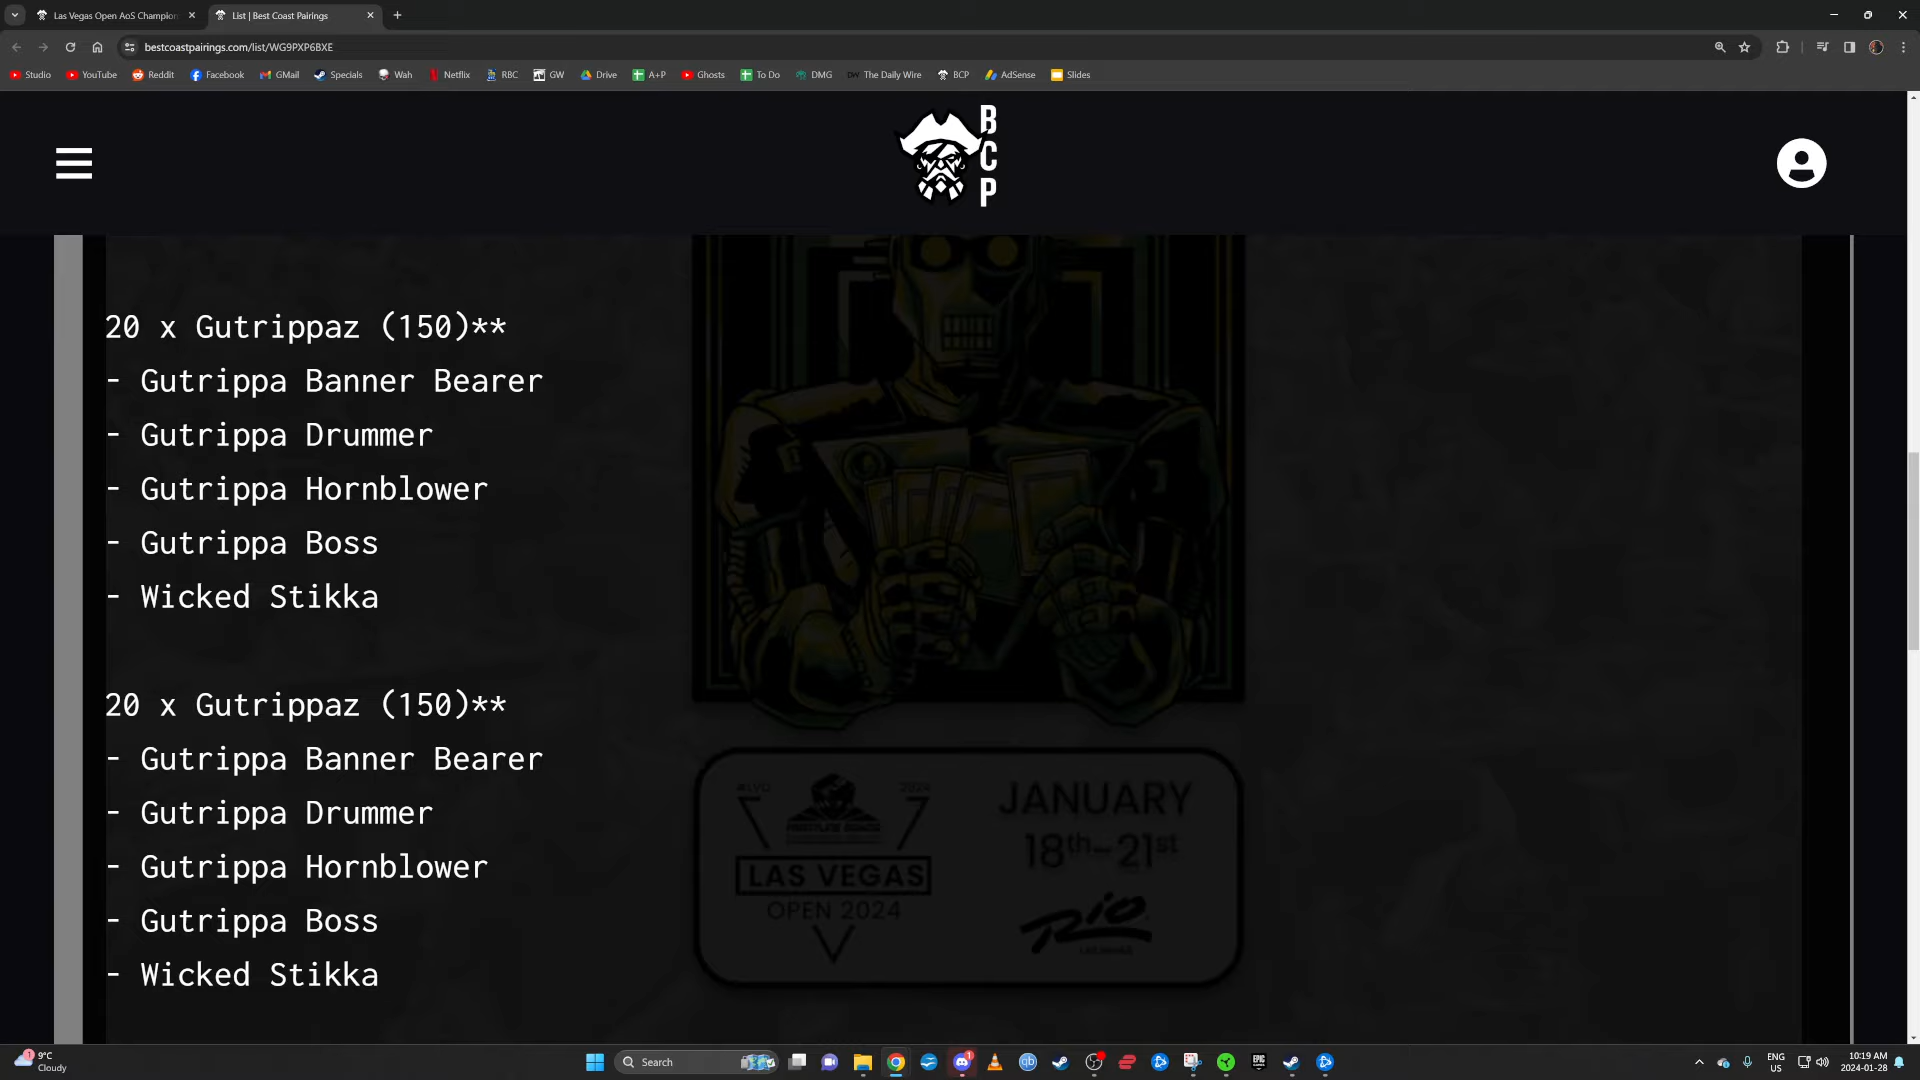 Las Vegas Open AoS Champion
List | Best Coast Pairings
bestcoastpairings.com/list/WG9PXP6BXE
Studio YouTube Reddit Facebook GMail Specials Wah Netflix RBC GW Drive A+P Ghosts To Do DMG The Daily Wire BCP AdSense Slides
BCP
20 x Gutrippaz (150)**
- Gutrippa Banner Bearer
- Gutrippa Drummer
- Gutrippa Hornblower
- Gutrippa Boss
- Wicked Stikka
20 x Gutrippaz (150)**
- Gutrippa Banner Bearer
- Gutrippa Drummer
- Gutrippa Hornblower
- Gutrippa Boss
- Wicked Stikka
#LVO 2024
LAS VEGAS
OPEN 2024
JANUARY
18th-21st
Rio
9°C
Cloudy
Search
ENG
US
10:19 AM
2024-01-28